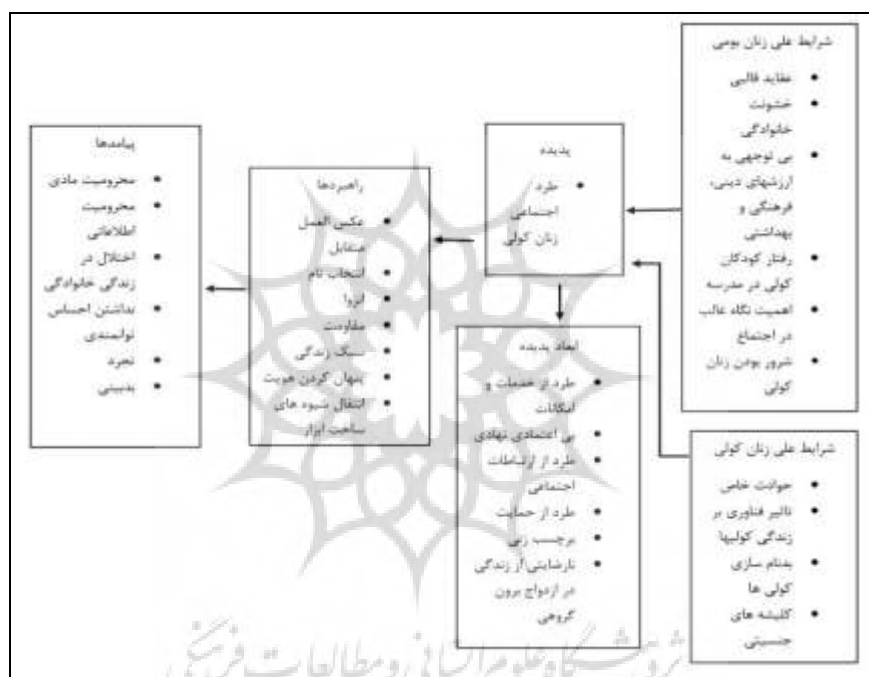 شرایط علی زنان بومی
عقاید قالبی
خشونت
خانوادگی
بی توجهی به
ارزشهای دینی،
فرهنگی و
بهداشتی
رفتار کودکان
کولی در مدرسه
اهمیت نگاه غالب
در اجتماع
شرور بودن زنان
کولی
شرایط علی زنان کولی
حوادث خاص
تاثیر فناوری بر
زندگی کولیها
بدنام سازی
کولی ها
کلیشه های
جنسیتی
پدیده
طرد
اجتماعی
زنان کولی
ابعاد پدیده
طرد از خدمات و
امکانات
بی اعتمادی نهادی
طرد از ارتباطات
اجتماعی
طرد از حمایت
برچسب زنی
نارضایتی از زندگی
در ازدواج برون
گروهی
راهبردها
عکس العمل
متقابل
انتخاب نام
انزوا
مقاومت
سبک زندگی
پنهان کردن هویت
انتقال شیوه های
ساخت ابزار
پیامدها
محرومیت مادی
محرومیت
اطلاعاتی
اختلال در
زندگی خانوادگی
نداشتن احساس
توانمندی
تجرد
بدبینی
پژوهشگاه علوم انسانی و مطالعات فرهنگی